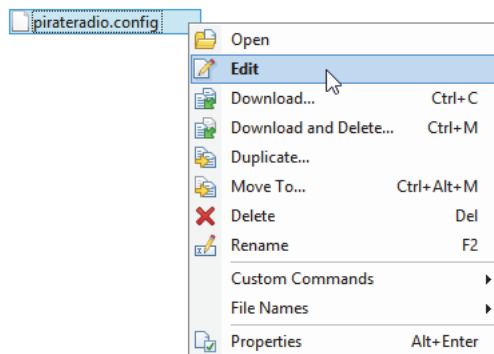 pirateradio.config
Open
Edit
Download... Ctrl+C
Download and Delete... Ctrl+M
Duplicate...
Move To... Ctrl+Alt+M
Delete Del
Rename F2
Custom Commands
File Names
Properties Alt+Enter